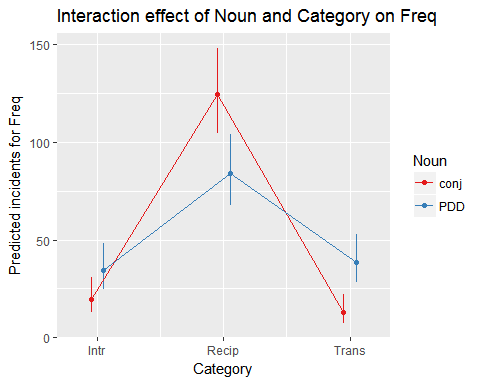 Interaction effect of Noun and Category on Freq
Predicted incidents for Freq
150
100
50
0
Intr Recip Trans
Category
Noun
conj
PDD